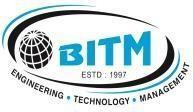 BITM
ESTD : 1997
ENGINEERING • TECHNOLOGY • MANAGEMENT